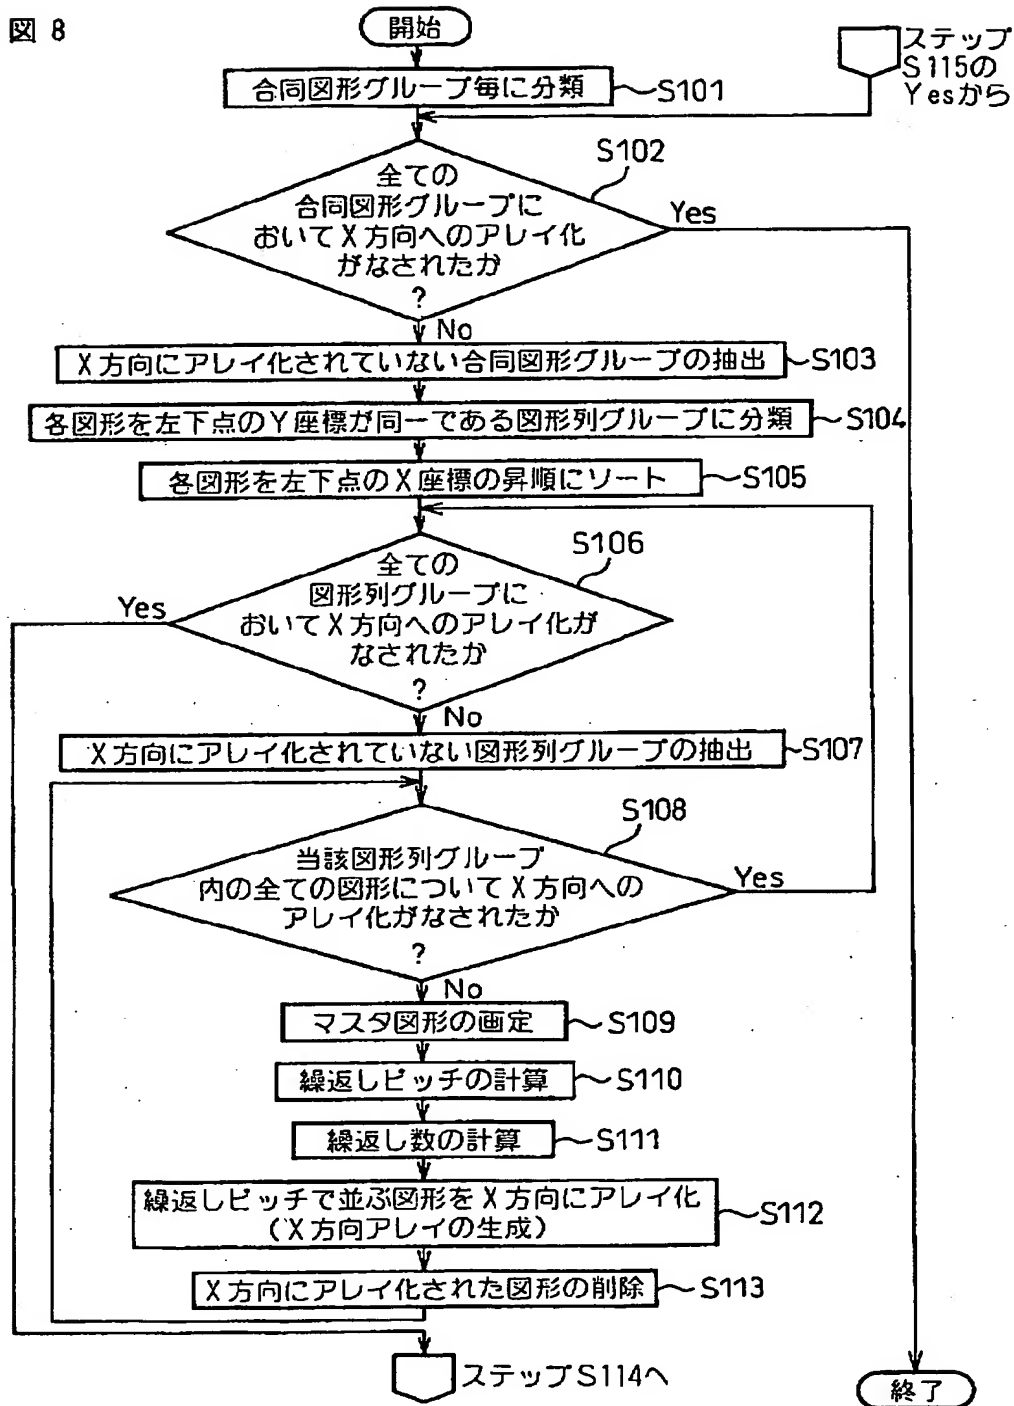 図 8
開始
ステップ
S115の
Yesから
合同図形グループ毎に分類
S101
S102
全ての
合同図形グループに
おいてX方向へのアレイ化
がなされたか
?
Yes
No
X方向にアレイ化されていない合同図形グループの抽出
S103
各図形を左下点のY座標が同一である図形列グループに分類
S104
各図形を左下点のX座標の昇順にソート
S105
S106
全ての
図形列グループに
おいてX方向へのアレイ化が
なされたか
?
Yes
No
X方向にアレイ化されていない図形列グループの抽出
S107
S108
当該図形列グループ
内の全ての図形についてX方向への
アレイ化がなされたか
?
Yes
No
マスタ図形の画定
S109
繰返しピッチの計算
S110
繰返し数の計算
S111
繰返しピッチで並ぶ図形をX方向にアレイ化
(X方向アレイの生成)
S112
X方向にアレイ化された図形の削除
S113
ステップS114へ
終了